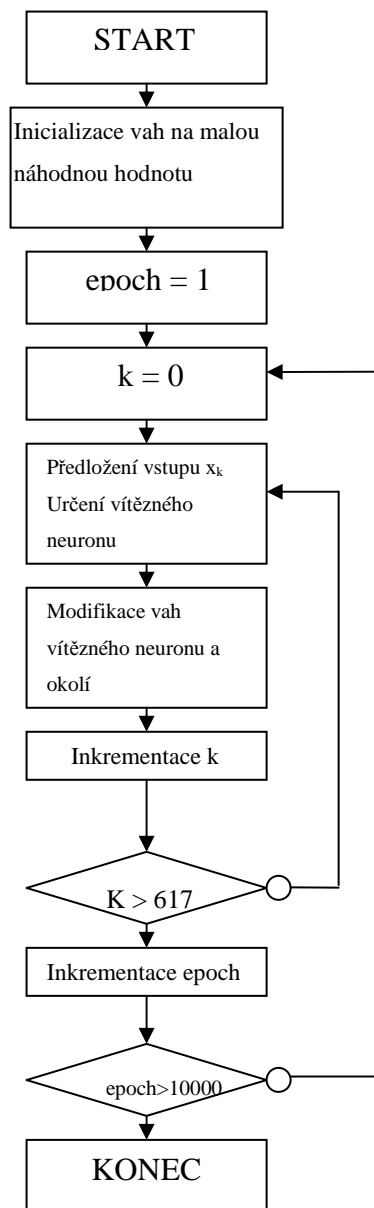 START
Inicializace vah na malou
náhodnou hodnotu
epoch = 1
k = 0
Předložení vstupu xₖ
Určení vítězného
neuronu
Modifikace vah
vítězného neuronu a
okolí
Inkrementace k
K > 617
Inkrementace epoch
epoch>10000
KONEC